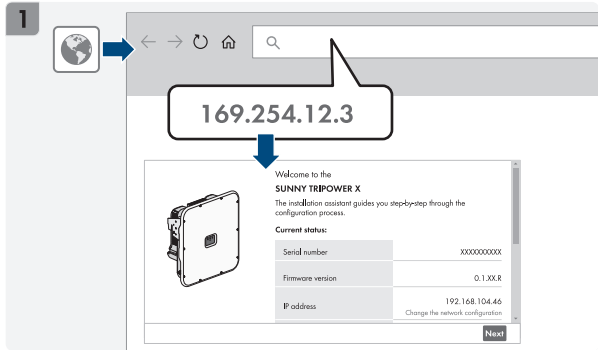 1
169.254.12.3
Welcome to the
SUNNY TRIPOWER X
The installation assistant guides you step-by-step through the
configuration process.
Current status:
Serial number XXXXXXXXXX
Firmware version 0.1.XX.R
IP address 192.168.104.46
Change the network configuration
Next